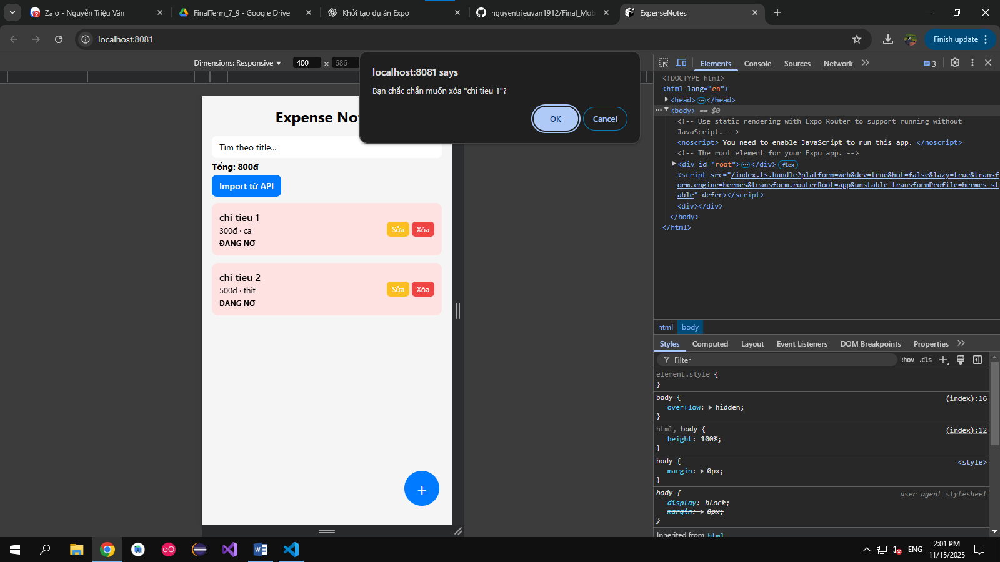 Zalo - Nguyễn Triệu Văn
FinalTerm_7_9 - Google Drive
Khởi tạo dự án Expo
nguyentrieuvan1912/Final_Mob
ExpenseNotes
localhost:8081
Finish update
Dimensions: Responsive
400 × 686
localhost:8081 says
Bạn chắc chắn muốn xóa "chi tieu 1"?
OK
Cancel
Expense No
Tìm theo title...
Tổng: 800đ
Import từ API
chi tieu 1
300đ · ca
ĐANG NỢ
Sửa
Xóa
chi tieu 2
500đ · thit
ĐANG NỢ
Sửa
Xóa
+
Elements
Console
Sources
Network
3
<!DOCTYPE html>
<html lang="en">
<head> ··· </head>
··· <body> == $0
<!-- Use static rendering with Expo Router to support running without
JavaScript. -->
<noscript> You need to enable JavaScript to run this app. </noscript>
<!-- The root element for your Expo app. -->
<div id="root"> ··· </div> flex
<script src="/index.ts.bundle?platform=web&dev=true&hot=false&lazy=true&transf
orm.engine=hermes&transform.routerRoot=app&unstable_transformProfile=hermes-st
able" defer></script>
<div></div>
</body>
</html>
html
body
Styles
Computed
Layout
Event Listeners
DOM Breakpoints
Properties
Filter
:hov
.cls
element.style {
}
body {
(index):16
overflow: hidden;
}
html, body {
(index):12
height: 100%;
}
body {
<style>
margin: 0px;
}
body {
user agent stylesheet
display: block;
margin: 8px;
}
Inherited from html
2
ENG
2:01 PM
11/15/2025